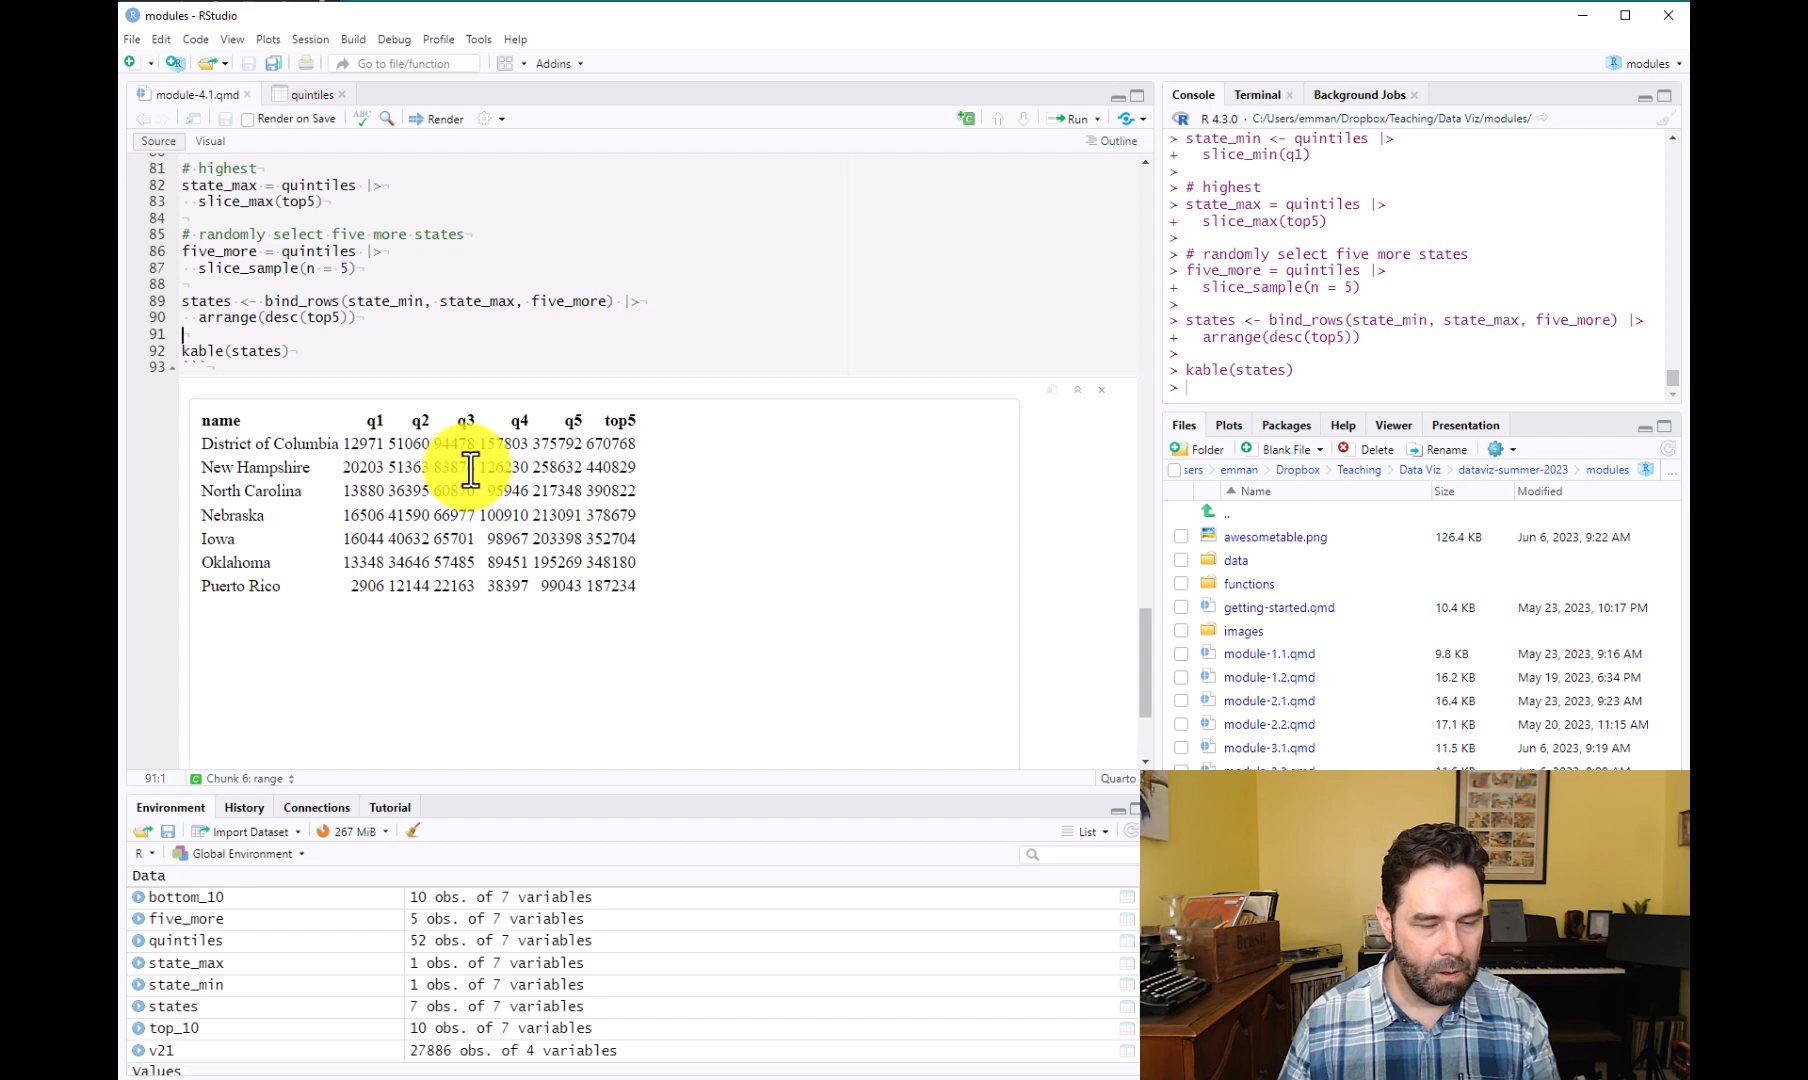 modules - RStudio
File Edit Code View Plots Session Build Debug Profile Tools Help
Go to file/function Addins modules
module-4.1.qmd quintiles
Render on Save ABC Render Run
Source Visual Outline
81 # highest
82 state_max = quintiles |>
83 slice_max(top5)
84
85 # randomly select five more states
86 five_more = quintiles |>
87 slice_sample(n = 5)
88
89 states <- bind_rows(state_min, state_max, five_more) |>
90 arrange(desc(top5))
91
92 kable(states)
93 ```
name q1 q2 q3 q4 q5 top5
District of Columbia 12971 51060 94478 157803 375792 670768
New Hampshire 20203 51363 126230 258632 440829
North Carolina 13880 36395 60870 95946 217348 390822
Nebraska 16506 41590 66977 100910 213091 378679
Iowa 16044 40632 65701 98967 203398 352704
Oklahoma 13348 34646 57485 89451 195269 348180
Puerto Rico 2906 12144 22163 38397 99043 187234
91:1 Chunk 6: range Quarto
Environment History Connections Tutorial
Import Dataset 267 MiB List
R Global Environment
Data
bottom_10 10 obs. of 7 variables
five_more 5 obs. of 7 variables
quintiles 52 obs. of 7 variables
state_max 1 obs. of 7 variables
state_min 1 obs. of 7 variables
states 7 obs. of 7 variables
top_10 10 obs. of 7 variables
v21 27886 obs. of 4 variables
Values
Console Terminal Background Jobs
R 4.3.0 · C:/Users/emman/Dropbox/Teaching/Data Viz/modules/
> state_min <- quintiles |>
+ slice_min(q1)
>
> # highest
> state_max = quintiles |>
+ slice_max(top5)
>
> # randomly select five more states
> five_more = quintiles |>
+ slice_sample(n = 5)
>
> states <- bind_rows(state_min, state_max, five_more) |>
+ arrange(desc(top5))
>
> kable(states)
>
Files Plots Packages Help Viewer Presentation
Folder Blank File Delete Rename
sers emman Dropbox Teaching Data Viz dataviz-summer-2023 modules ...
Name Size Modified
..
awesometable.png 126.4 KB Jun 6, 2023, 9:22 AM
data
functions
getting-started.qmd 10.4 KB May 23, 2023, 10:17 PM
images
module-1.1.qmd 9.8 KB May 23, 2023, 9:16 AM
module-1.2.qmd 16.2 KB May 19, 2023, 6:34 PM
module-2.1.qmd 16.4 KB May 23, 2023, 9:23 AM
module-2.2.qmd 17.1 KB May 20, 2023, 11:15 AM
module-3.1.qmd 11.5 KB Jun 6, 2023, 9:19 AM